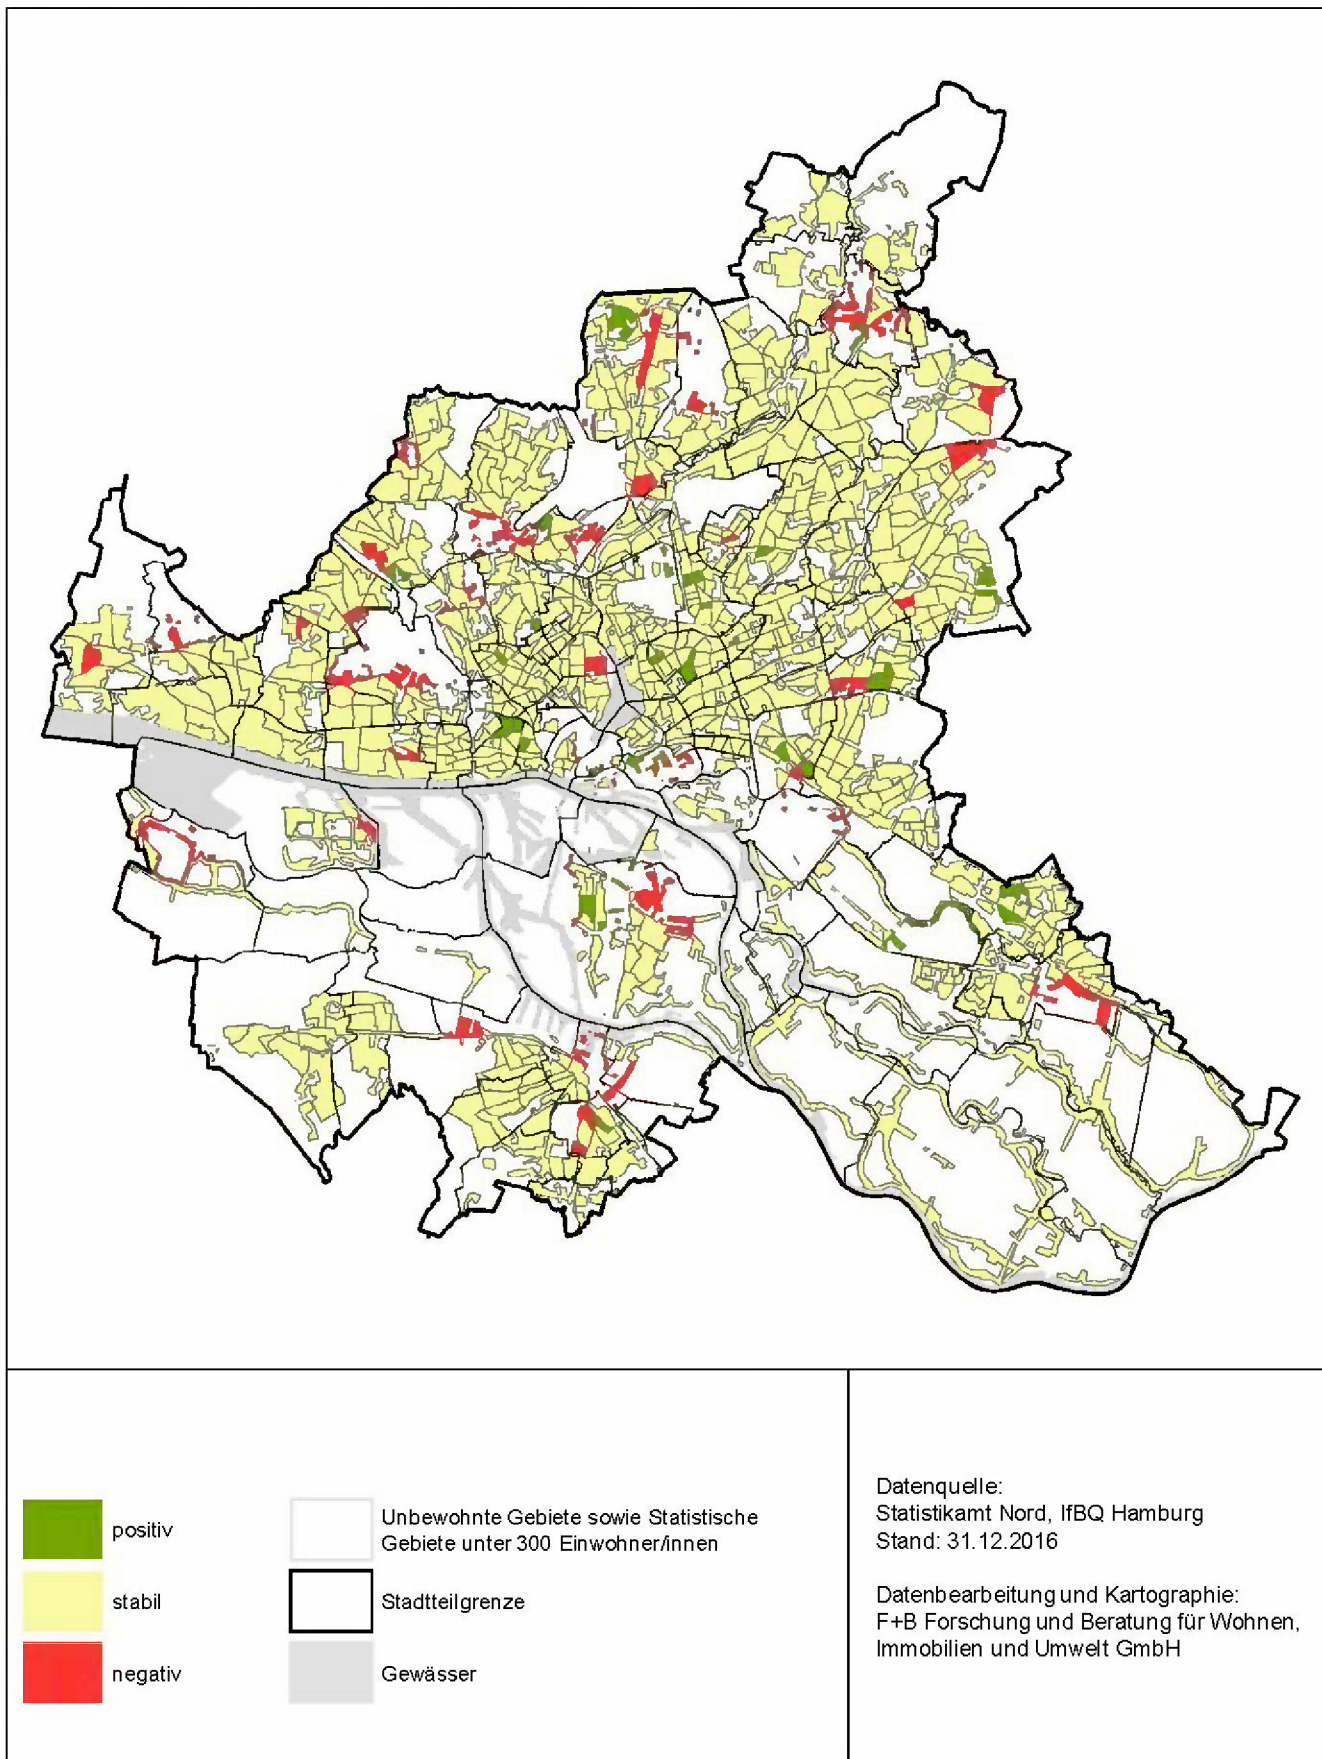 positiv
stabil
negativ
Unbewohnte Gebiete sowie Statistische
Gebiete unter 300 Einwohner/innen
Stadtteilgrenze
Gewässer
Datenquelle:
Statistikamt Nord, IfBQ Hamburg
Stand: 31.12.2016
Datenbearbeitung und Kartographie:
F+B Forschung und Beratung für Wohnen,
Immobilien und Umwelt GmbH